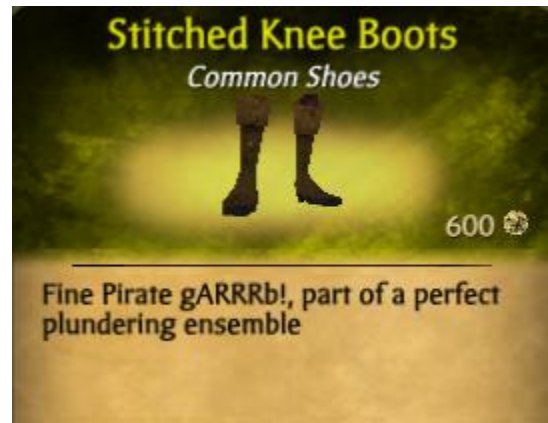 Stitched Knee Boots
Common Shoes
600
Fine Pirate gARRRb!, part of a perfect
plundering ensemble